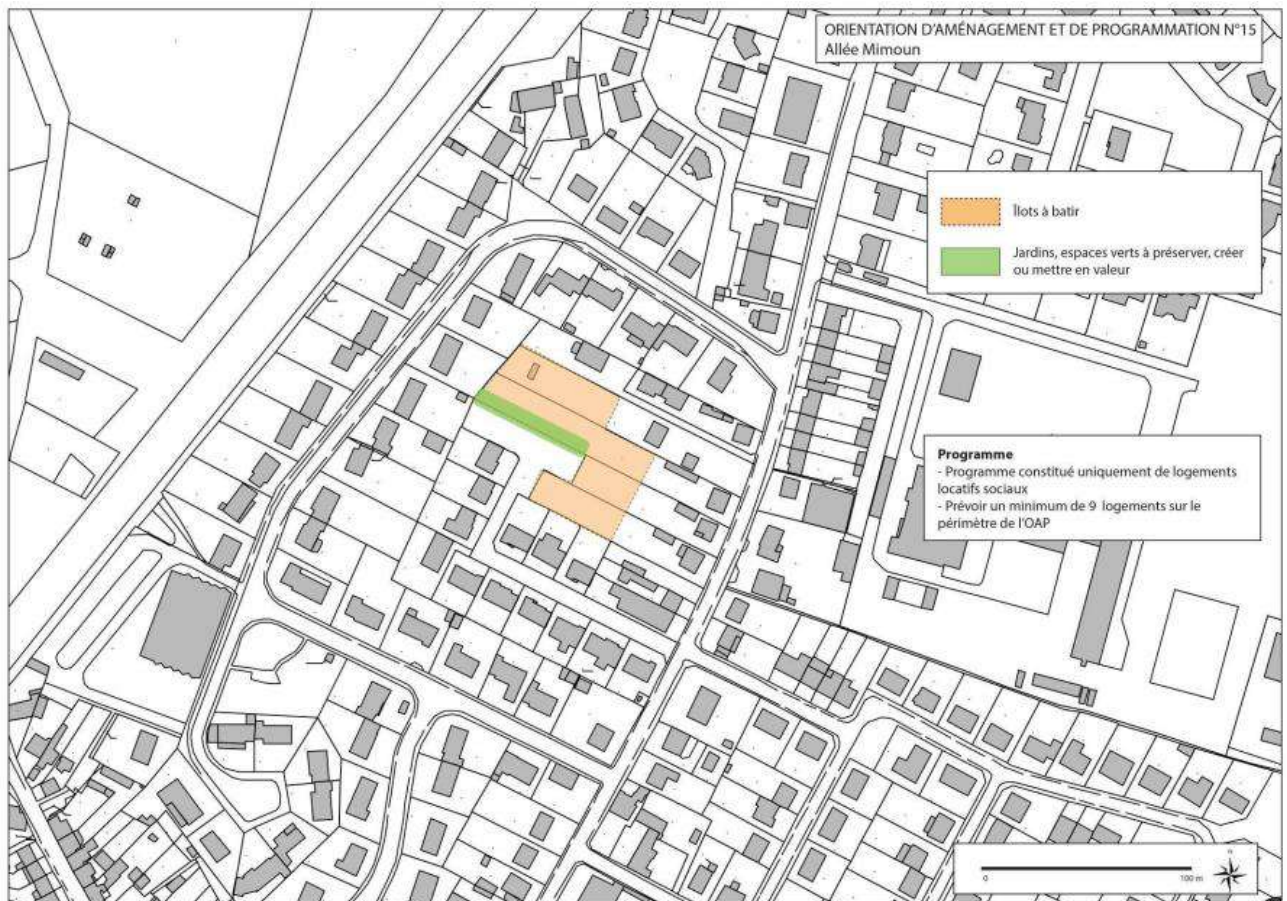 ORIENTATION D'AMÉNAGEMENT ET DE PROGRAMMATION N°15
Allée Mimoun
Îlots à batir
Jardins, espaces verts à préserver, créer
ou mettre en valeur
Programme
- Programme constitué uniquement de logements
locatifs sociaux
- Prévoir un minimum de 9 logements sur le
périmètre de l'OAP
0
100 m
N